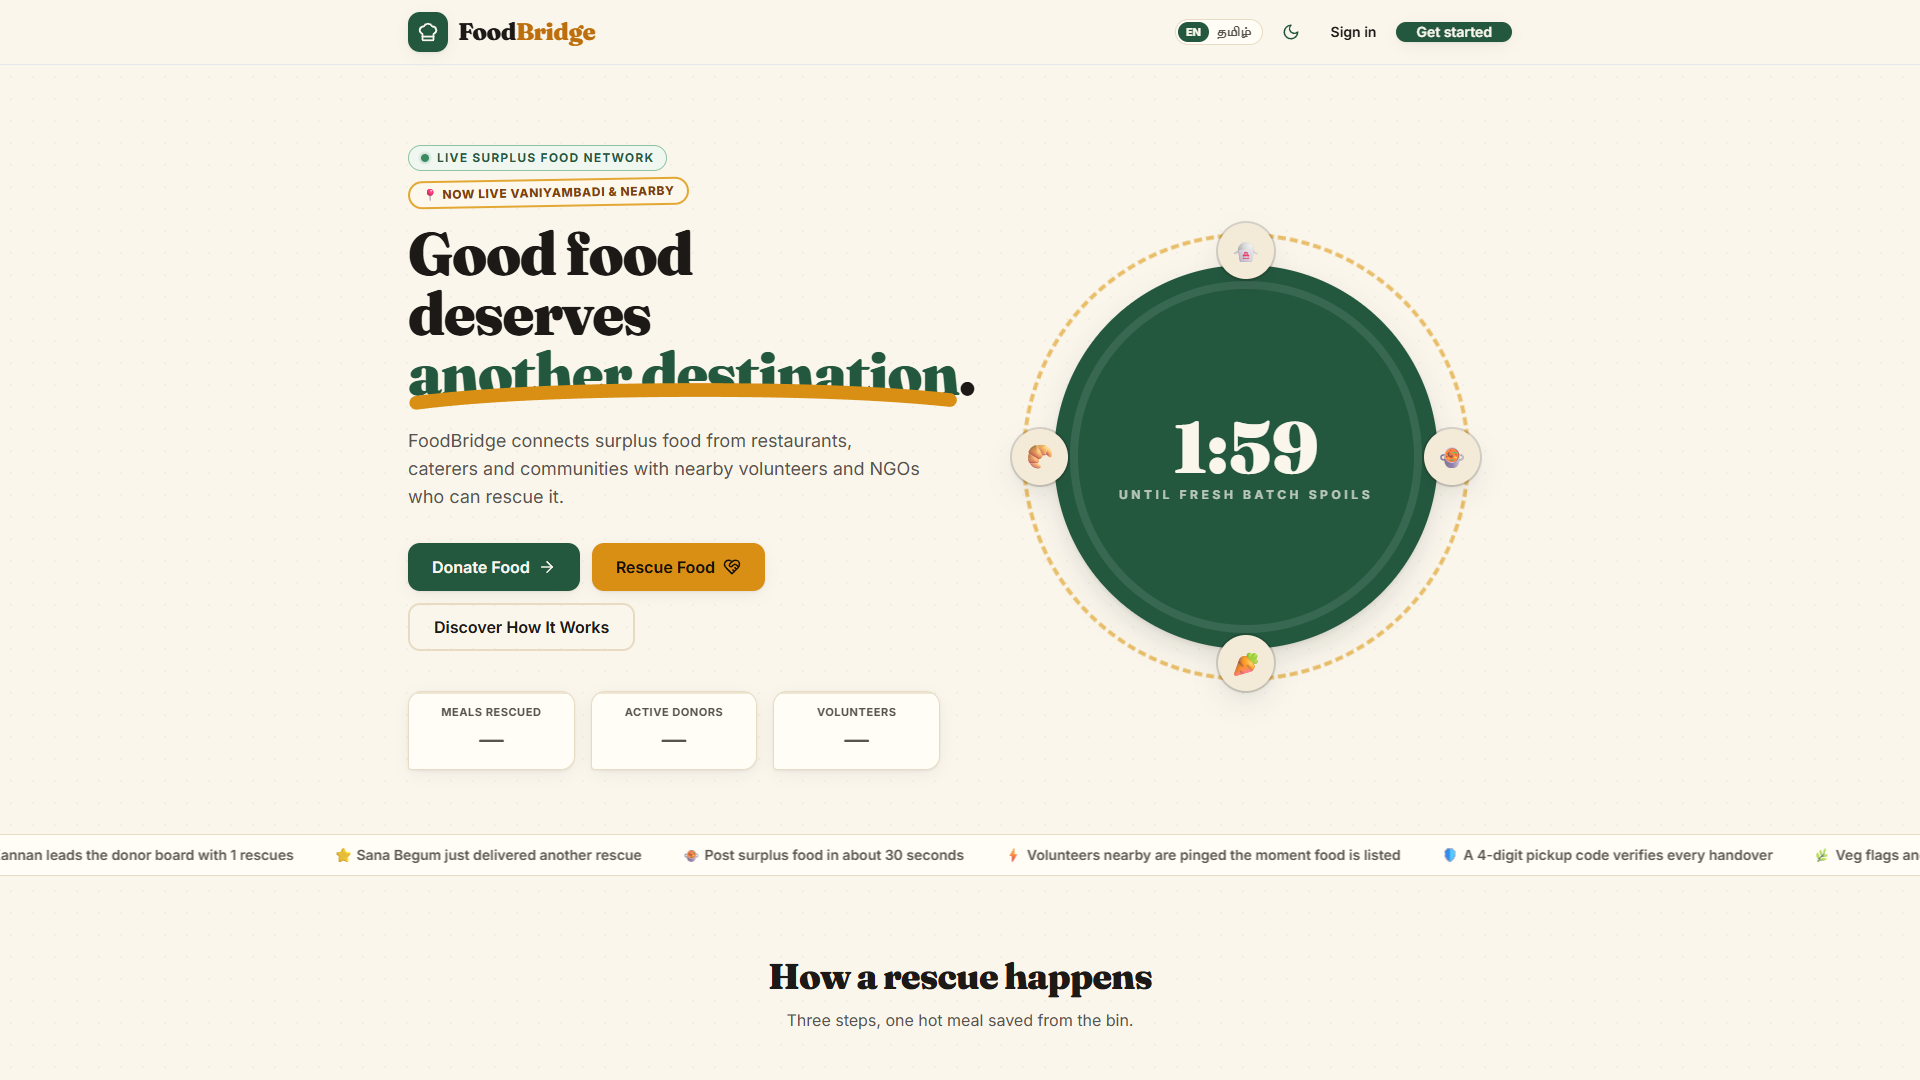 FoodBridge
EN தமிழ்
Sign in
Get started
LIVE SURPLUS FOOD NETWORK
NOW LIVE VANIYAMBADI & NEARBY
Good food
deserves
another destination.
FoodBridge connects surplus food from restaurants,
caterers and communities with nearby volunteers and NGOs
who can rescue it.
Donate Food
Rescue Food
Discover How It Works
MEALS RESCUED
—
ACTIVE DONORS
—
VOLUNTEERS
—
1:59
UNTIL FRESH BATCH SPOILS
annan leads the donor board with 1 rescues
Sana Begum just delivered another rescue
Post surplus food in about 30 seconds
Volunteers nearby are pinged the moment food is listed
A 4-digit pickup code verifies every handover
Veg flags an
How a rescue happens
Three steps, one hot meal saved from the bin.